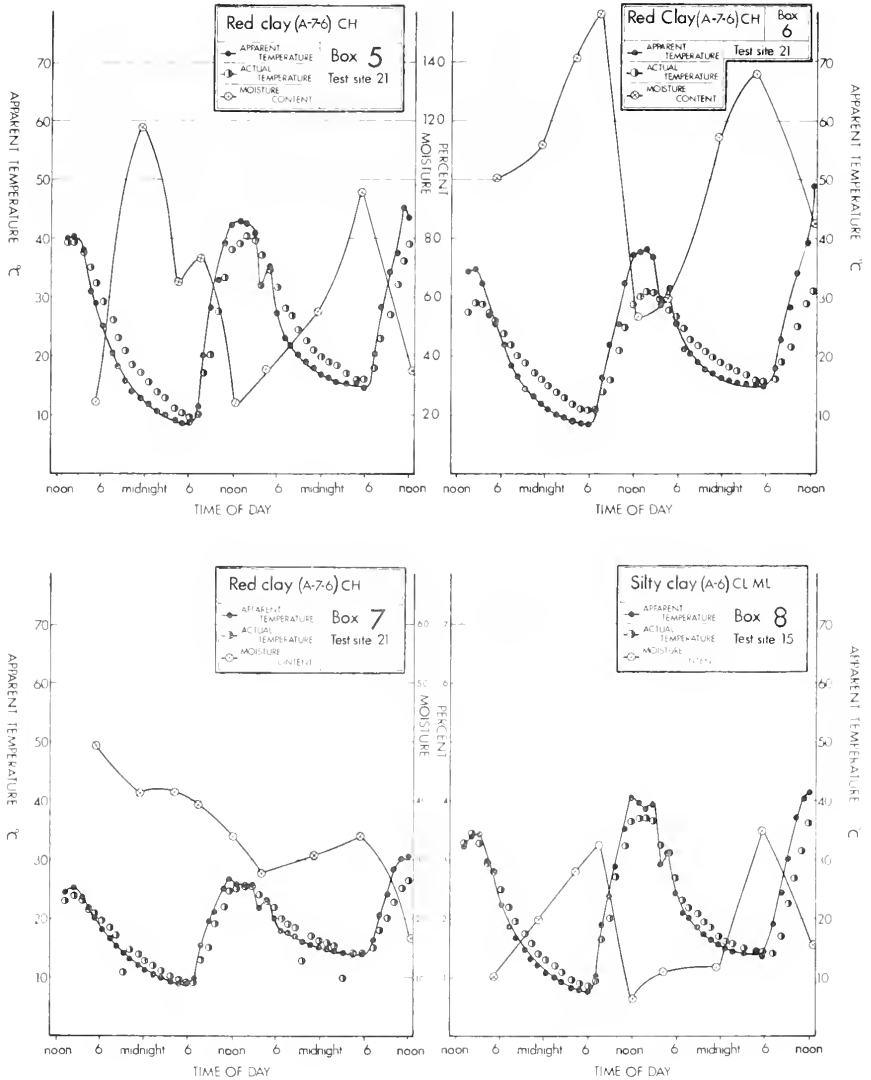 Red clay (A-7-6) CH
APPARENT
TEMPERATURE
ACTUAL
TEMPERATURE
MOISTURE
CONTENT
Box 5
Test site 21
APPARENT TEMPERATURE °C
70
60
50
40
30
20
10
140
120
80
60
40
20
PERCENT
MOISTURE
noon 6 midnight 6 noon 6 midnight 6 noon
TIME OF DAY
Red Clay (A-7-6) CH
Box
6
APPARENT
TEMPERATURE
Test site 21
ACTUAL
TEMPERATURE
MOISTURE
CONTENT
70
60
50
40
30
20
10
APPARENT TEMPERATURE °C
noon 6 midnight 6 noon 6 midnight 6 noon
TIME OF DAY
Red clay (A-7-6) CH
APPARENT
TEMPERATURE
ACTUAL
TEMPERATURE
MOISTURE
Box 7
Test site 21
APPARENT TEMPERATURE °C
70
60
50
40
30
20
10
60
PERCENT
MOISTURE
noon 6 midnight 6 noon 6 midnight 6 noon
TIME OF DAY
Silty clay (A-6) CL ML
APPARENT
TEMPERATURE
ACTUAL
TEMPERATURE
MOISTURE
Box 8
Test site 15
70
60
50
40
30
20
10
APPARENT TEMPERATURE °C
noon 6 midnight 6 noon 6 midnight 6 noon
TIME OF DAY